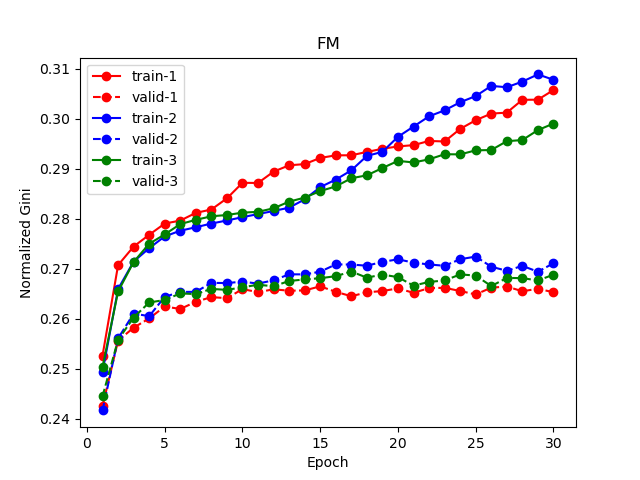 FM
Normalized Gini
0.31
0.30
0.29
0.28
0.27
0.26
0.25
0.24
train-1
valid-1
train-2
valid-2
train-3
valid-3
0 5 10 15 20 25 30
Epoch